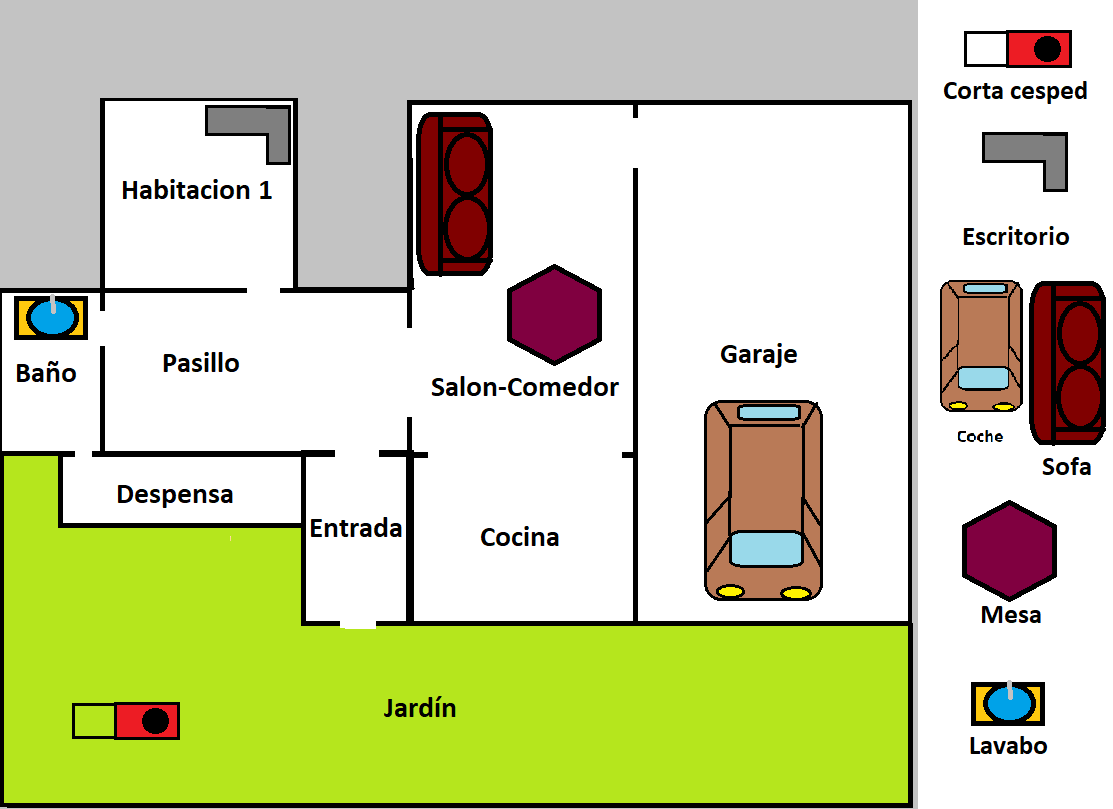 Habitacion 1
Baño
Pasillo
Salon-Comedor
Garaje
Despensa
Entrada
Cocina
Jardín
Corta cesped
Escritorio
Coche
Sofa
Mesa
Lavabo